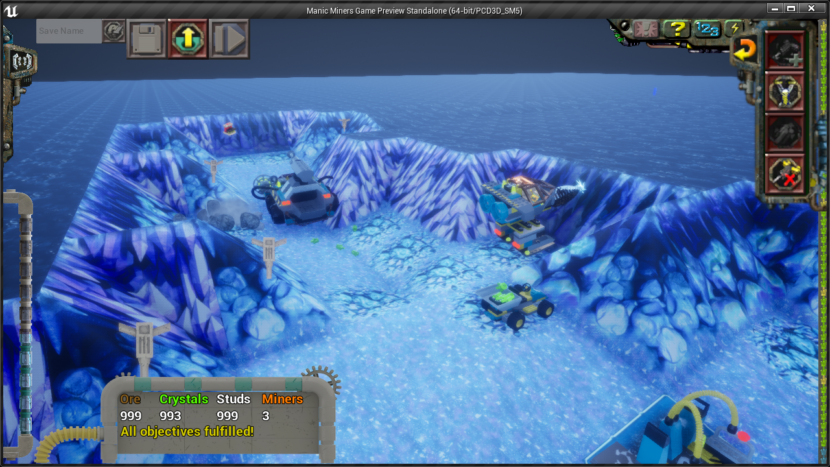 Manic Miners Game Preview Standalone (64-bit/PCD3D_SM5)
Save Name
?
123
Ore Crystals Studs Miners
999 993 999 3
All objectives fulfilled!